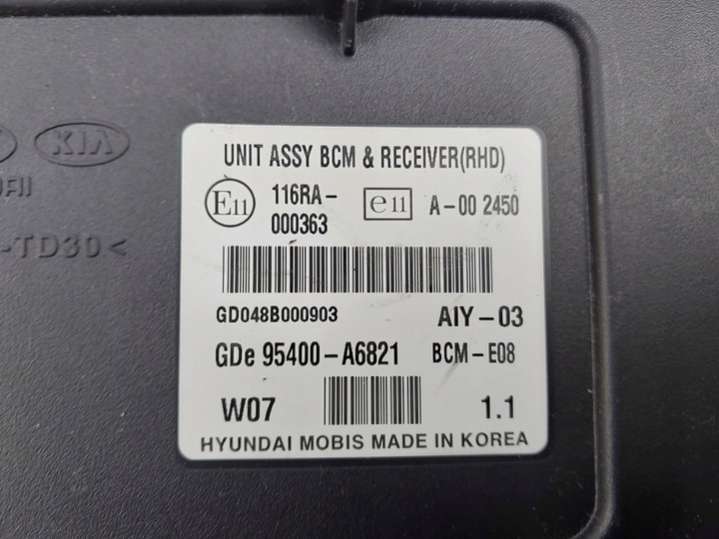 KIA
-TD30<
UNIT ASSY BCM & RECEIVER(RHD)
E11 116RA-000363 e11 A-00 2450
GD048B000903 AIY-03
GDe 95400-A6821 BCM-E08
W07 1.1
HYUNDAI MOBIS MADE IN KOREA